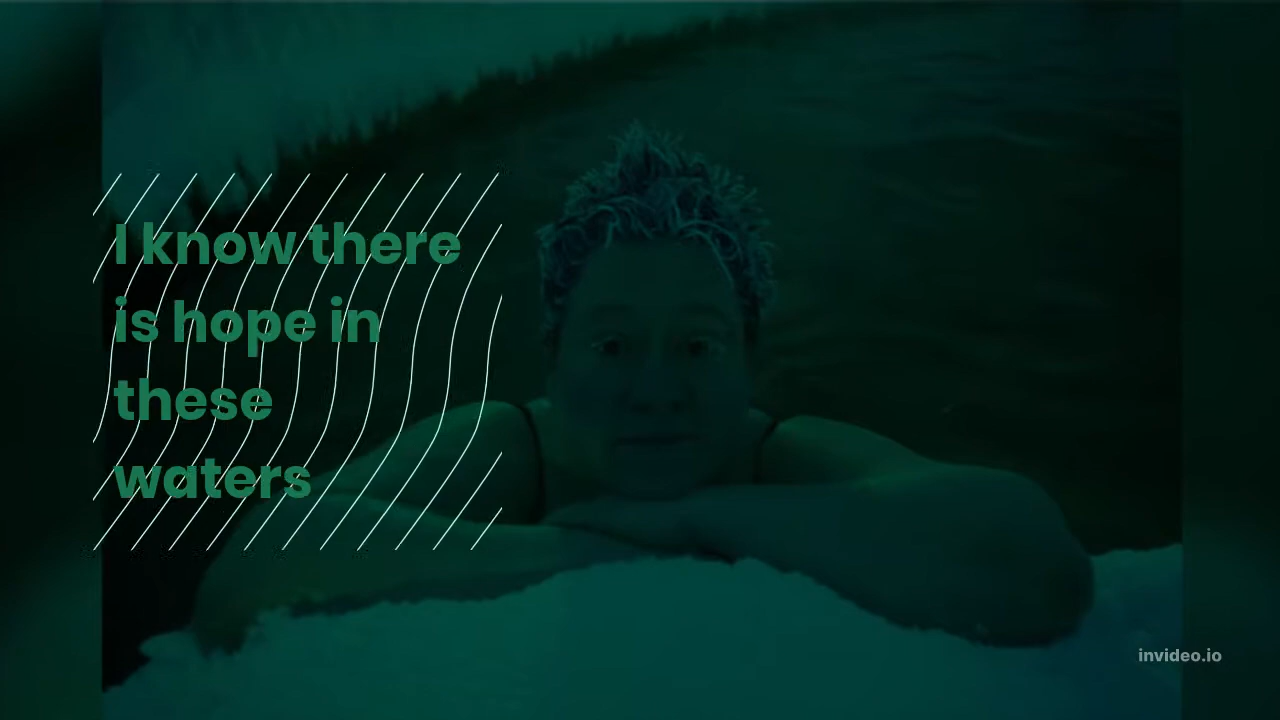 I know there
is hope in
these
waters
invideo.io